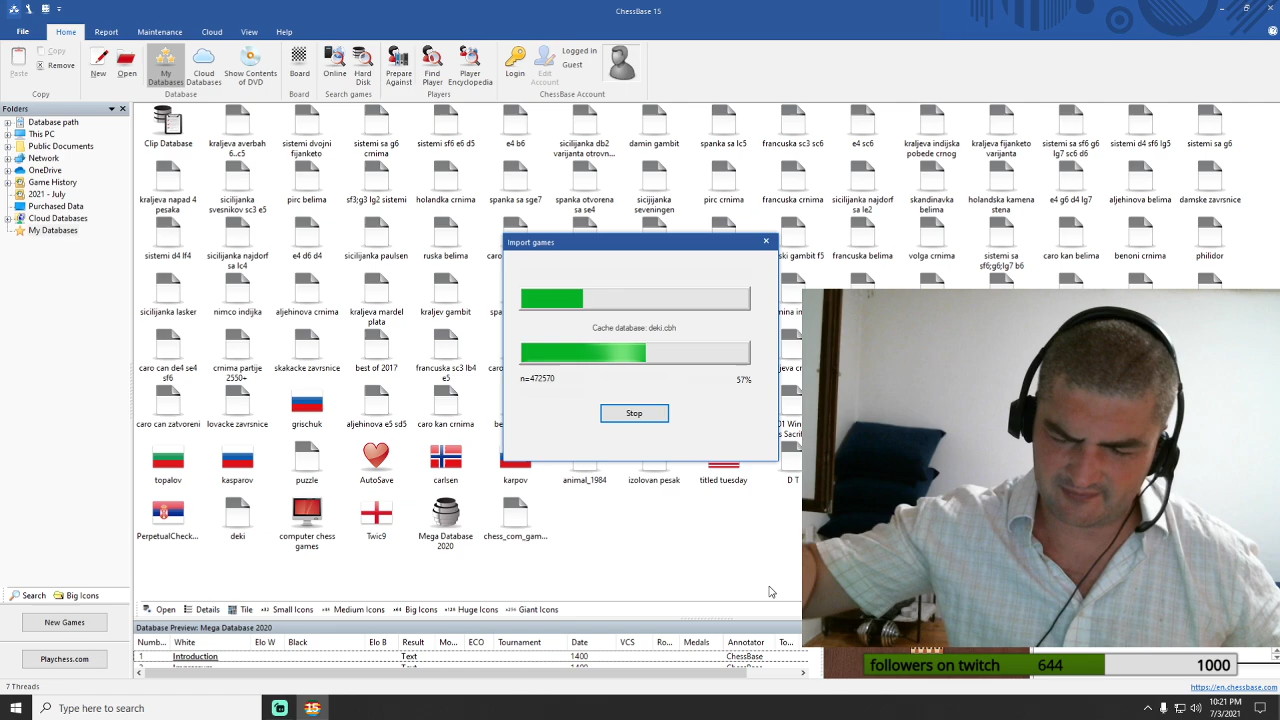 ChessBase 15
File Home Report Maintenance Cloud View Help
Paste Copy Remove
New Open My Databases Cloud Databases Show Contents of DVD
Board Online Hard Disk Prepare Against Find Player Player Encyclopedia
Login Edit Account Logged in Guest
Copy Database Board Search games Players ChessBase Account
Folders
Database path
This PC
Public Documents
Network
OneDrive
Game History
2021 - July
Purchased Data
Cloud Databases
My Databases
Clip Database
kraljeva averbah 6..c5
sistemi dvojni fijanketo
sistemi sa g6 crnima
sistemi sf6 e6 d5
e4 b6
sicilijanka db2 varijanta otrovn...
damin gambit
spanka sa lc5
francuska sc3 sc6
e4 sc6
kraljeva indijska pobede crnog
kraljeva fijanketo varijanta
sistemi sa sf6 g6 lg7 sc6 d6
sistemi d4 sf6 lg5
sistemi sa g6
kraljeva napad 4 pesaka
sicilijanka svesnikov sc3 e5
pirc belima
sf3;g3 lg2 sistemi
holandka crnima
spanka sa sge7
spanka otvorena sa se4
sicijijanka seveningen
pirc crnima
francuska crnima
sicilijanka najdorf sa le2
skandinavka belima
holandska kamena stena
e4 g6 d4 lg7
aljehinova belima
damske zavrsnice
sistemi d4 lf4
sicilijanka najdorf sa lc4
e4 d6 d4
sicilijanka paulsen
ruska belima
ski gambit f5
francuska belima
volga crnima
sistemi sa sf6;g6;lg7 b6
caro kan belima
benoni crnima
philidor
sicilijanka lasker
nimco indijka
aljehinova crnima
kraljeva mardel plata
kraljev gambit
caro can de4 se4 sf6
crnima partije 2550+
skakacke zavrsnice
best of 2017
francuska sc3 lb4 e5
caro can zatvoreni
lovacke zavrsnice
grischuk
aljehinova e5 sd5
caro kan crnima
topalov
kasparov
puzzle
AutoSave
carlsen
karpov
animal_1984
izolovan pesak
titled tuesday
D T
PerpetualCheck...
deki
computer chess games
Twic9
Mega Database 2020
chess_com_gam...
Import games
Cache database: deki.cbh
n=472570 57%
Stop
Search Big Icons
Open Details Tile Small Icons Medium Icons Big Icons Huge Icons Giant Icons
New Games
Playchess.com
Database Preview: Mega Database 2020
Numb... White Elo W Black Elo B Result Mo... ECO Tournament Date VCS Ro... Medals Annotator To...
1 Introduction Text 1400 ChessBase
followers on twitch 644 1000
7 Threads
https://en.chessbase.com
Type here to search
10:21 PM
7/3/2021